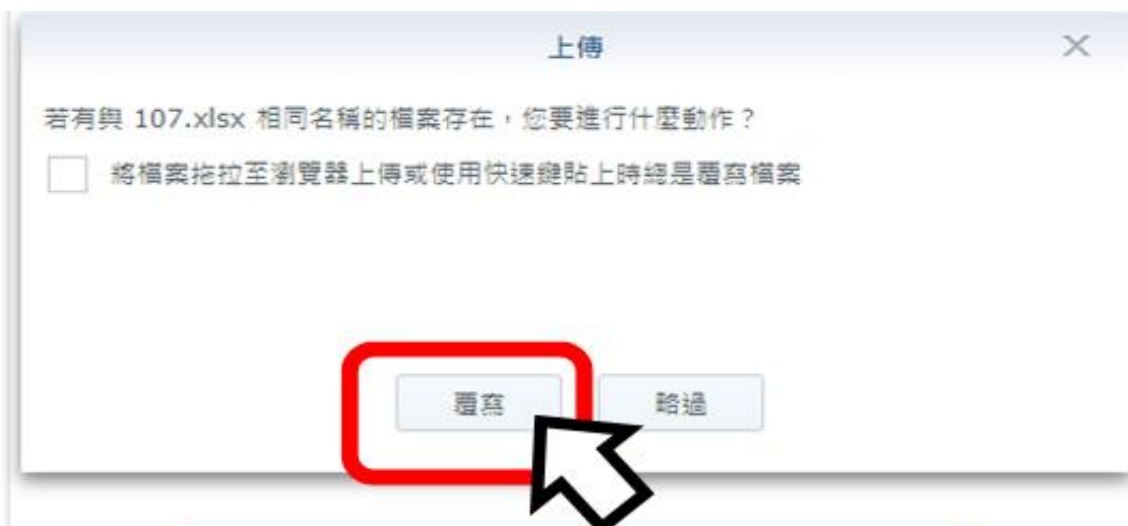 上傳
若有與 107.xlsx 相同名稱的檔案存在，您要進行什麼動作？
將檔案拖拉至瀏覽器上傳或使用快速鍵貼上時總是覆寫檔案
覆寫
略過